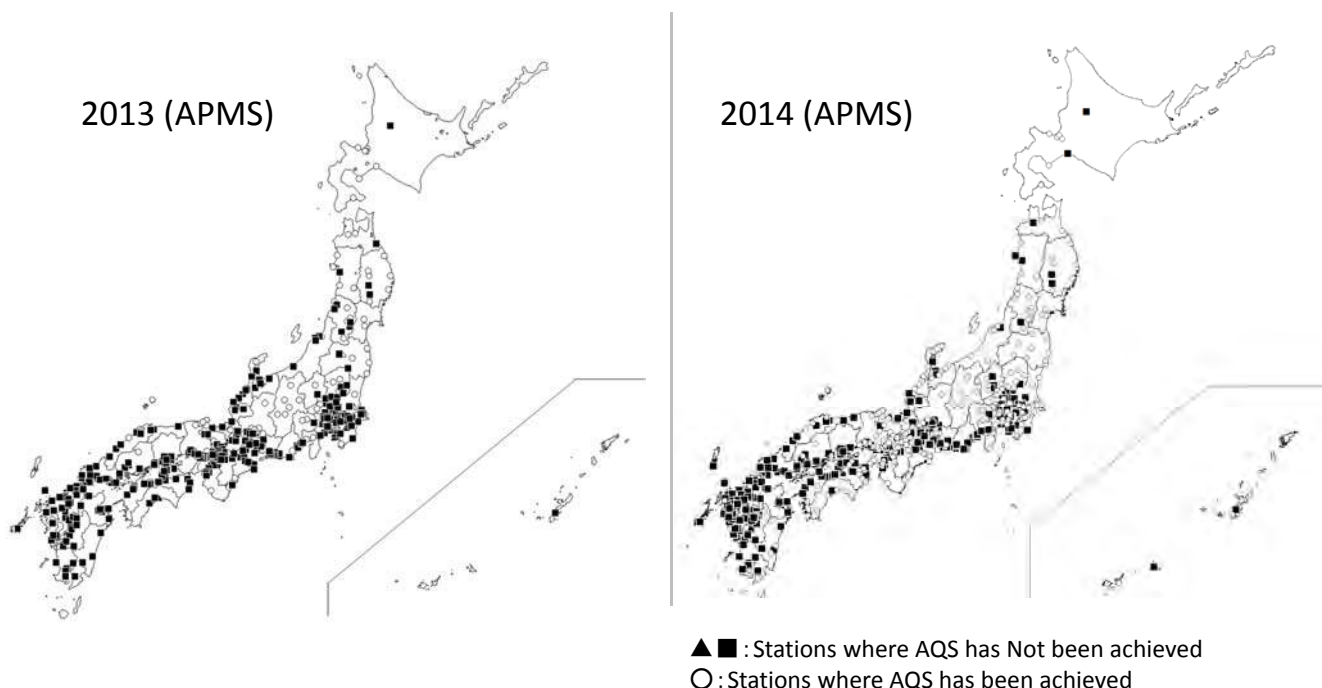 2013 (APMS)
2014 (APMS)
▲ ■ : Stations where AQS has Not been achieved
○ : Stations where AQS has been achieved